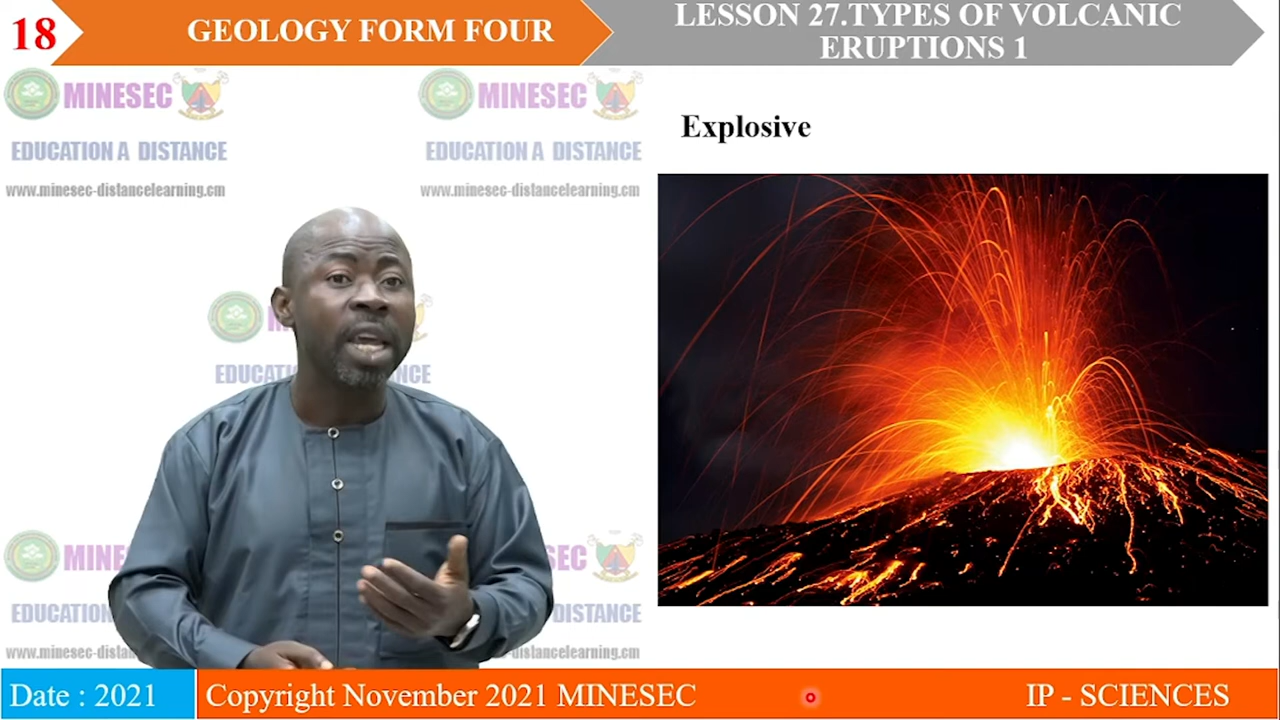 18
GEOLOGY FORM FOUR
LESSON 27.TYPES OF VOLCANIC
ERUPTIONS 1
MINESEC
EDUCATION A DISTANCE
www.minesec-distancelearning.cm
MINESEC
EDUCATION A DISTANCE
www.minesec-distancelearning.cm
Explosive
Date : 2021
Copyright November 2021 MINESEC
IP - SCIENCES